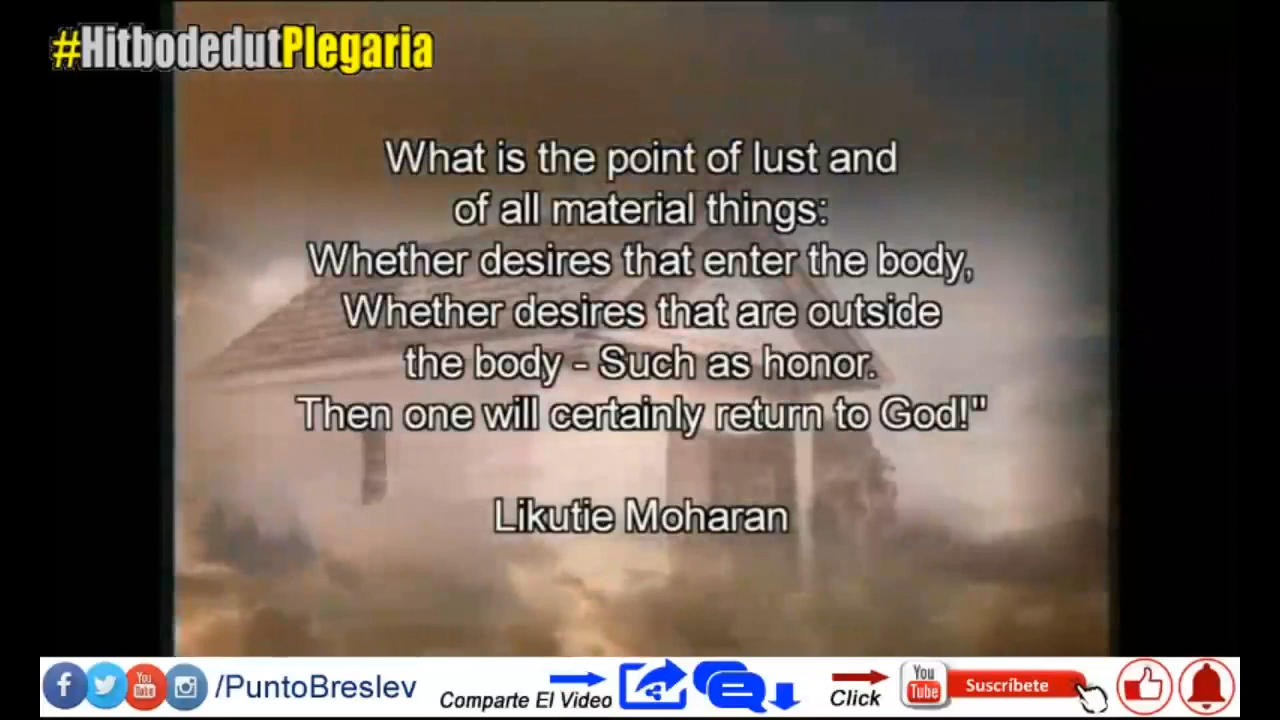 #HitbodedutPlegaria
What is the point of lust and
of all material things:
Whether desires that enter the body,
Whether desires that are outside
the body - Such as honor.
Then one will certainly return to God!"
Likutie Moharan
/PuntoBreslev
Comparte El Video
Click
You
Tube
Suscríbete
You
Tube